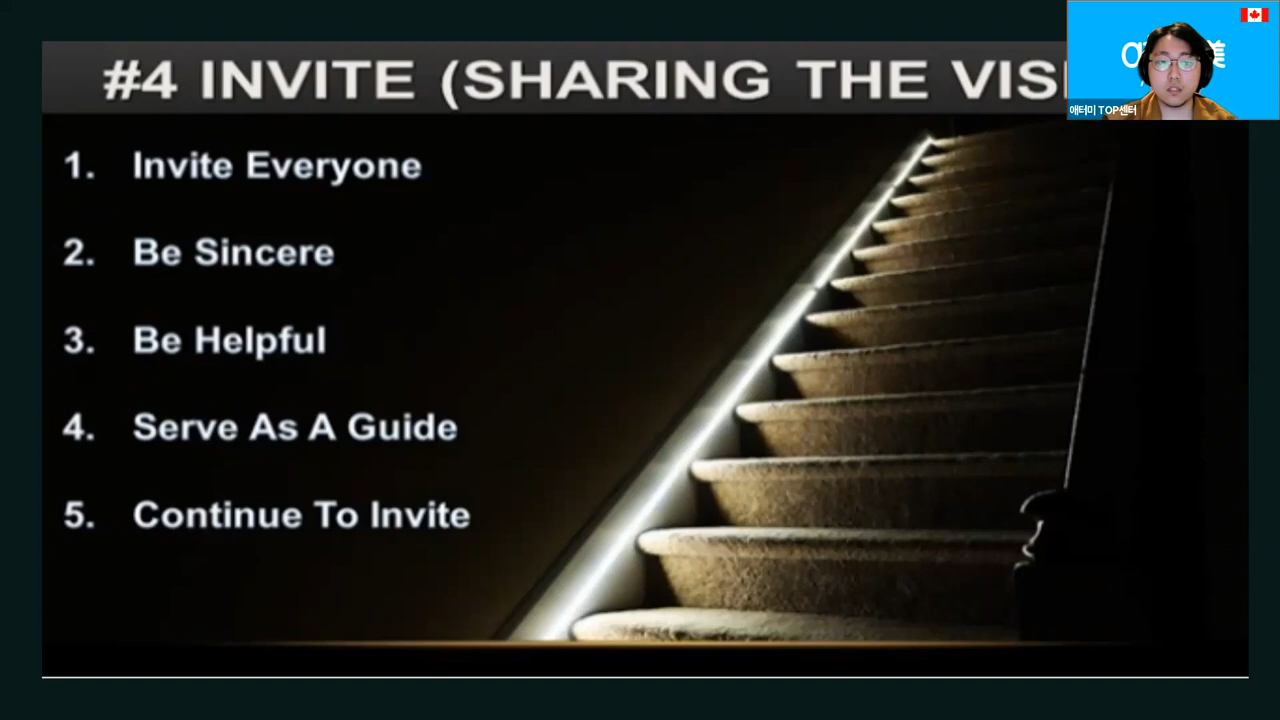 #4 INVITE (SHARING THE
1. Invite Everyone
2. Be Sincere
3. Be Helpful
4. Serve As A Guide
5. Continue To Invite
애터미 TOP센터